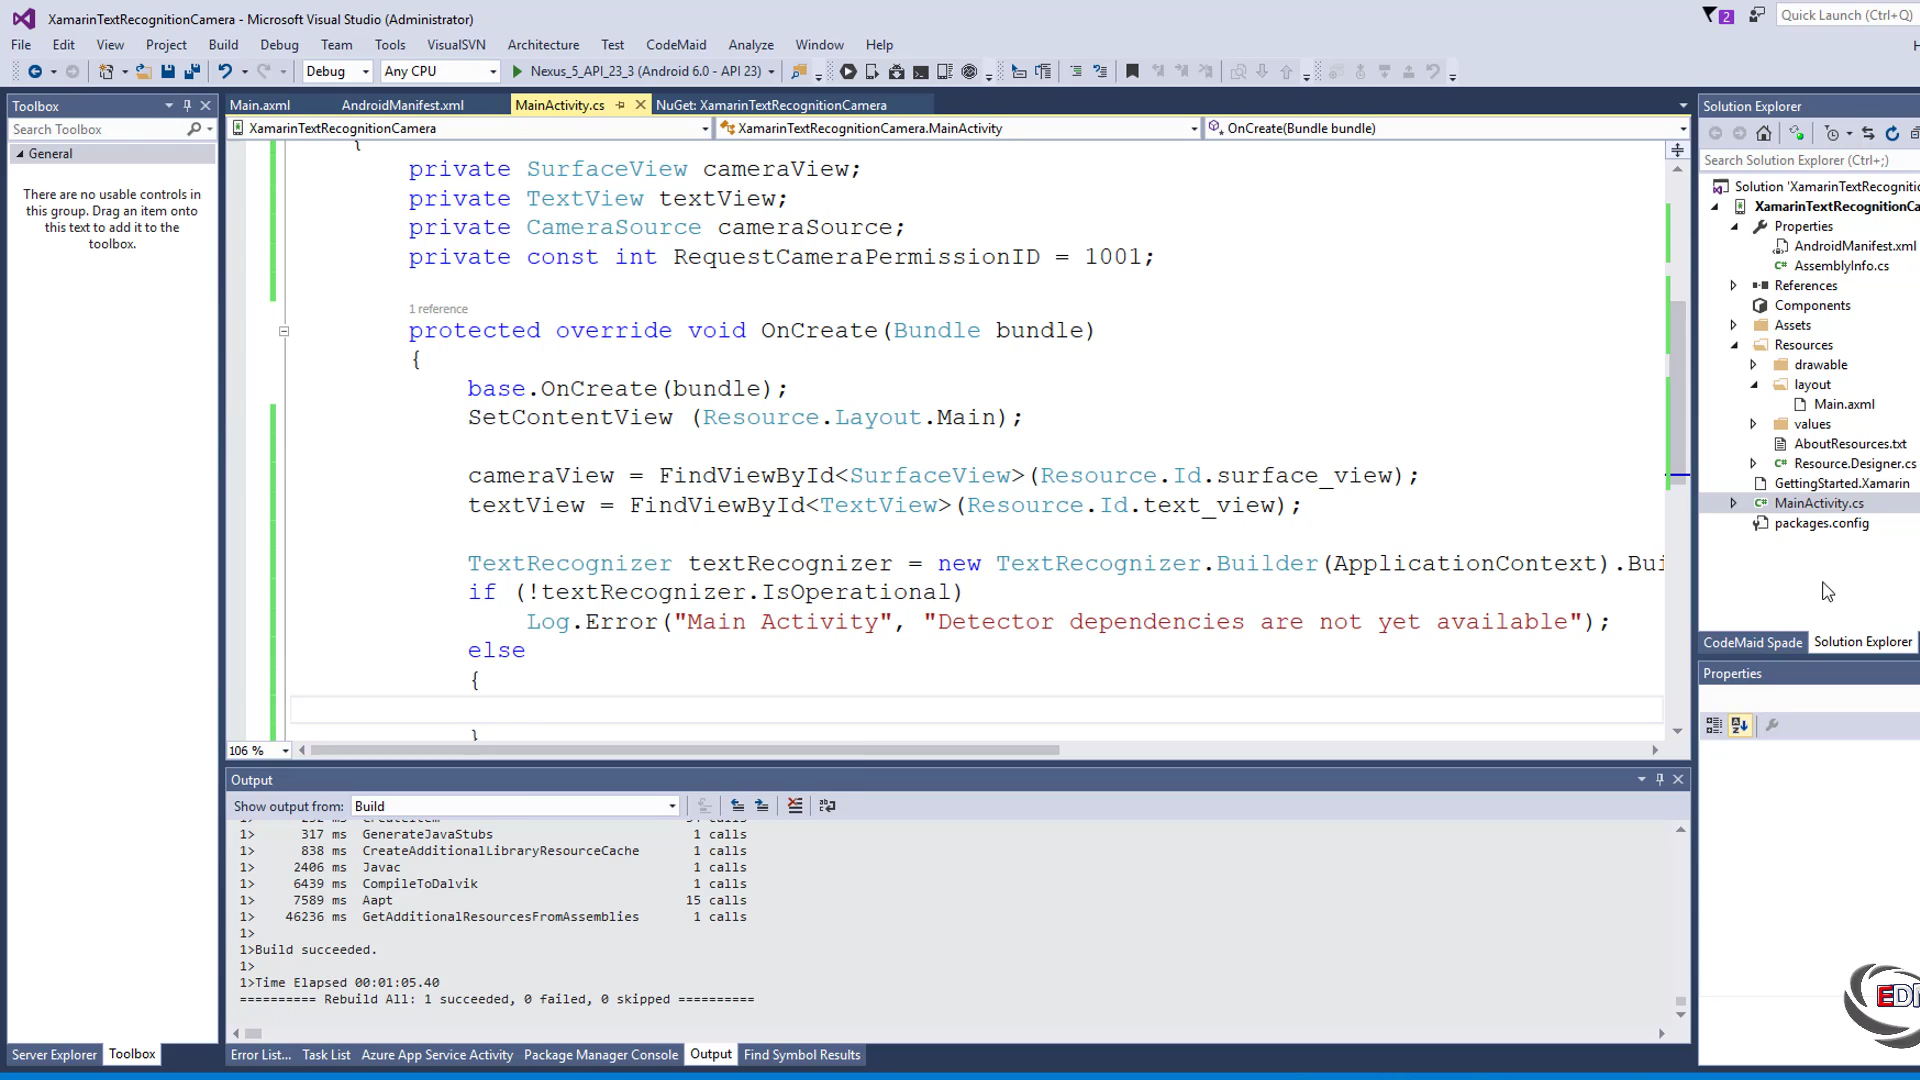 XamarinTextRecognitionCamera - Microsoft Visual Studio (Administrator)
2
Quick Launch (Ctrl+Q)
File Edit View Project Build Debug Team Tools VisualSVN Architecture Test CodeMaid Analyze Window Help
Debug Any CPU Nexus_5_API_23_3 (Android 6.0 - API 23)
Toolbox
Search Toolbox
General
There are no usable controls in
this group. Drag an item onto
this text to add it to the
toolbox.
Main.axml AndroidManifest.xml MainActivity.cs NuGet: XamarinTextRecognitionCamera
XamarinTextRecognitionCamera XamarinTextRecognitionCamera.MainActivity OnCreate(Bundle bundle)
{
private SurfaceView cameraView;
private TextView textView;
private CameraSource cameraSource;
private const int RequestCameraPermissionID = 1001;
1 reference
protected override void OnCreate(Bundle bundle)
{
base.OnCreate(bundle);
SetContentView (Resource.Layout.Main);
cameraView = FindViewById<SurfaceView>(Resource.Id.surface_view);
textView = FindViewById<TextView>(Resource.Id.text_view);
TextRecognizer textRecognizer = new TextRecognizer.Builder(ApplicationContext).Bui
if (!textRecognizer.IsOperational)
Log.Error("Main Activity", "Detector dependencies are not yet available");
else
{
}
106 %
Solution Explorer
Search Solution Explorer (Ctrl+;)
Solution 'XamarinTextRecognitio
XamarinTextRecognitionCa
Properties
AndroidManifest.xml
AssemblyInfo.cs
References
Components
Assets
Resources
drawable
layout
Main.axml
values
AboutResources.txt
Resource.Designer.cs
GettingStarted.Xamarin
MainActivity.cs
packages.config
CodeMaid Spade Solution Explorer
Properties
Output
Show output from: Build
1> 317 ms GenerateJavaStubs 1 calls
1> 838 ms CreateAdditionalLibraryResourceCache 1 calls
1> 2406 ms Javac 1 calls
1> 6439 ms CompileToDalvik 1 calls
1> 7589 ms Aapt 15 calls
1> 46236 ms GetAdditionalResourcesFromAssemblies 1 calls
1>
1>Build succeeded.
1>
1>Time Elapsed 00:01:05.40
========== Rebuild All: 1 succeeded, 0 failed, 0 skipped ==========
Server Explorer Toolbox
Error List... Task List Azure App Service Activity Package Manager Console Output Find Symbol Results